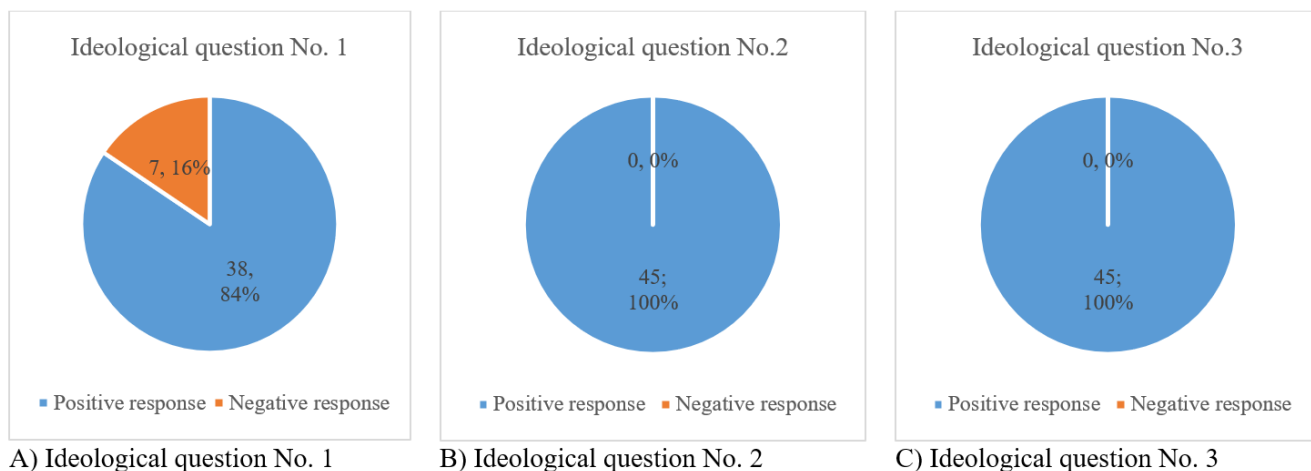 Ideological question No. 1
7, 16%
38,
84%
Positive response Negative response
A) Ideological question No. 1
Ideological question No.2
0, 0%
45;
100%
Positive response Negative response
B) Ideological question No. 2
Ideological question No.3
0, 0%
45;
100%
Positive response Negative response
C) Ideological question No. 3